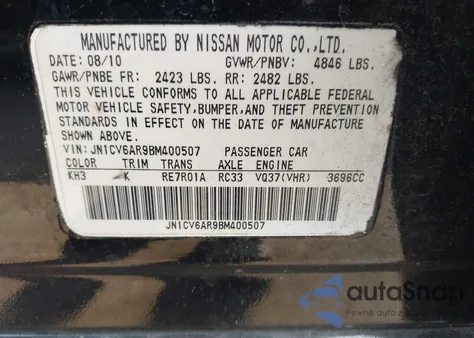 MANUFACTURED BY NISSAN MOTOR CO.,LTD.
DATE: 08/10 GVWR/PNBV: 4846 LBS.
GAWR/PNBE FR: 2423 LBS. RR: 2482 LBS.
THIS VEHICLE CONFORMS TO ALL APPLICABLE FEDERAL
MOTOR VEHICLE SAFETY, BUMPER, AND THEFT PREVENTION
STANDARDS IN EFFECT ON THE DATE OF MANUFACTURE
SHOWN ABOVE.
VIN: JN1CV6AR9BM400507 PASSENGER CAR
COLOR TRIM TRANS AXLE ENGINE
KH3 K RE7R01A RC33 VQ37(VHR) 3696CC
JN1CV6AR9BM400507
autoSnap
Pewne auto z